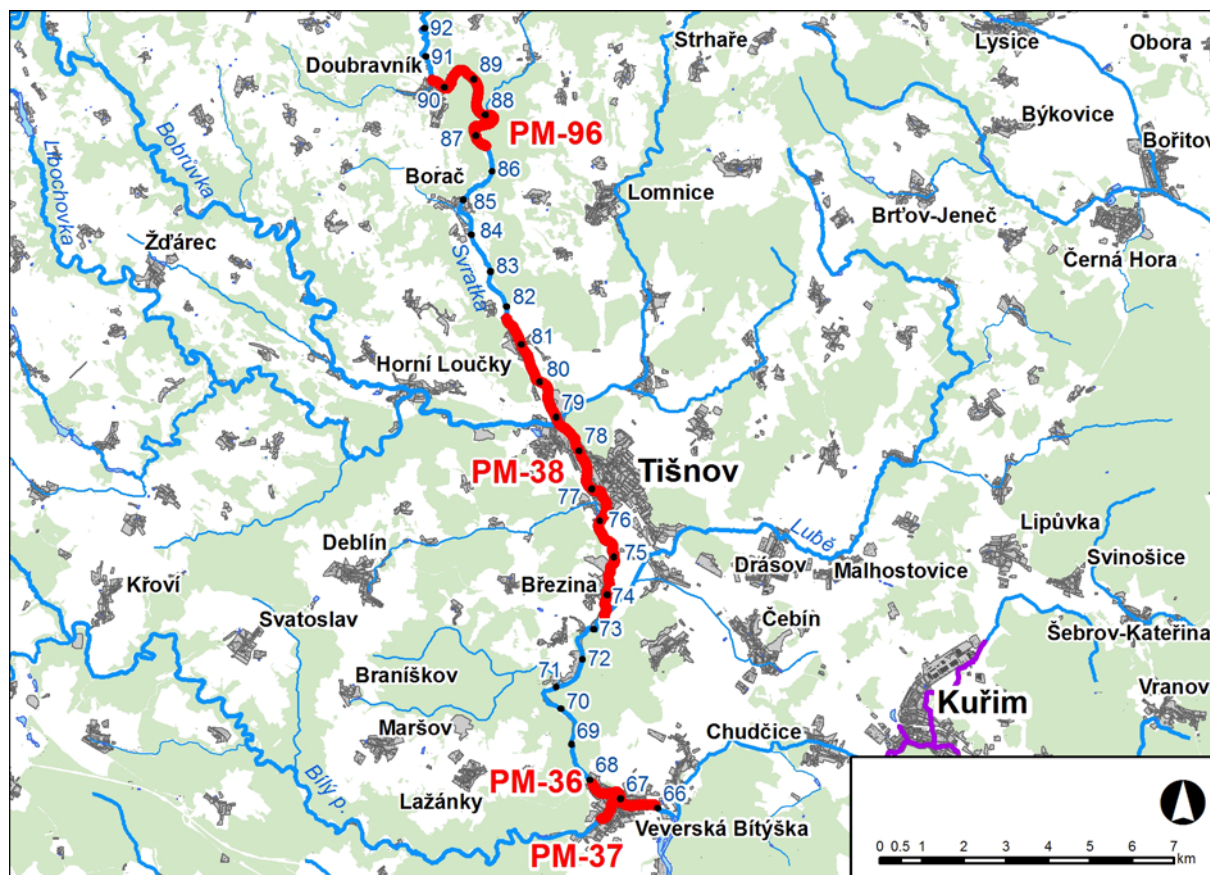 92
Strhaře
Lysice
Obora
91
Doubravník
89
90
88
Býkovice
87
PM-96
Bořitov
Libochovka
Bobrůvka
86
Borač
85
Lomnice
Brťov-Jeneč
84
Svratka
Žďárec
83
Černá Hora
82
81
Horní Loučky
80
79
78
PM-38
Tišnov
77
76
Lubě
Lipůvka
75
Deblín
Drásov
Malhostovice
Svinošice
Křoví
Březina
74
Svatoslav
73
Čebín
Šebrov-Kateřina
72
Braníškov
71
Vranov
70
Kuřim
Maršov
69
Chudčice
68
PM-36
67
66
Bílý p.
Lažánky
Veverská Bítýška
PM-37
0 0.5 1 2 3 4 5 6 7
km